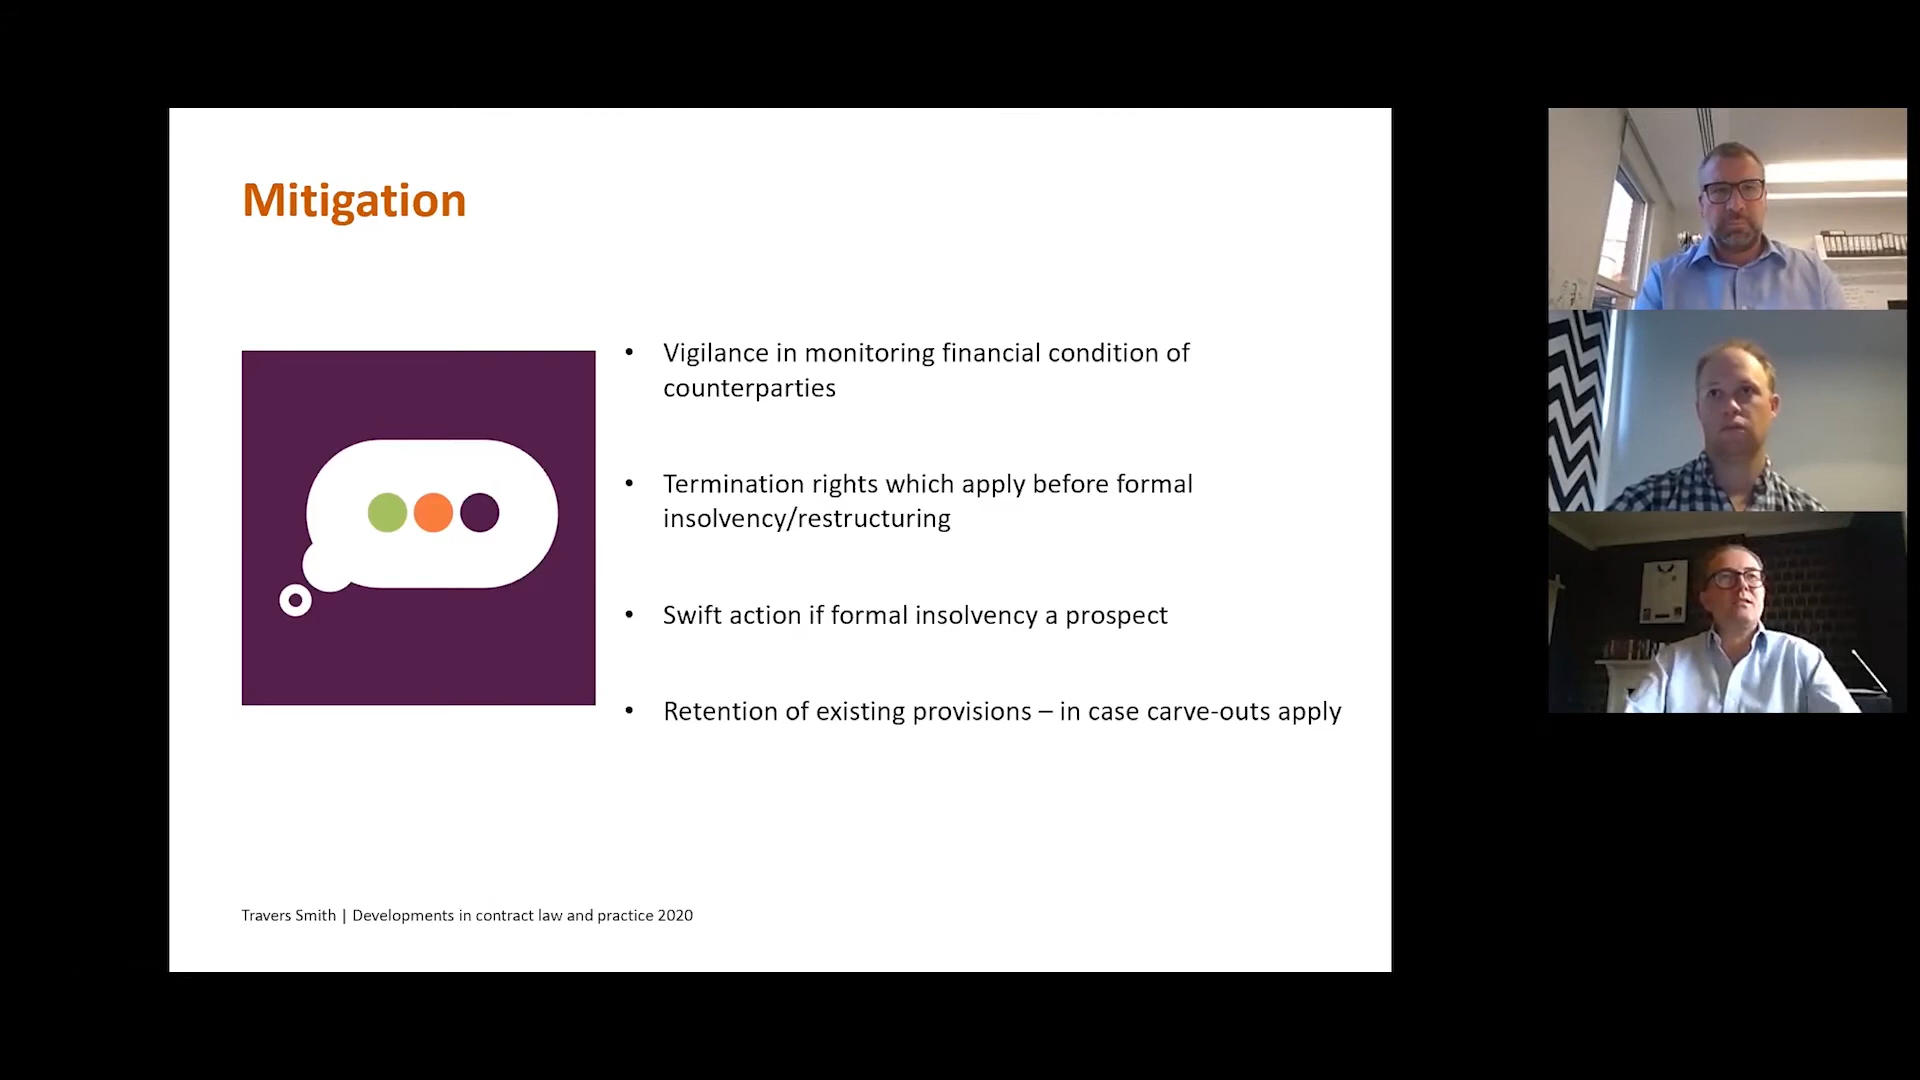 Mitigation
• Vigilance in monitoring financial condition of
counterparties
• Termination rights which apply before formal
insolvency/restructuring
• Swift action if formal insolvency a prospect
• Retention of existing provisions – in case carve-outs apply
Travers Smith | Developments in contract law and practice 2020